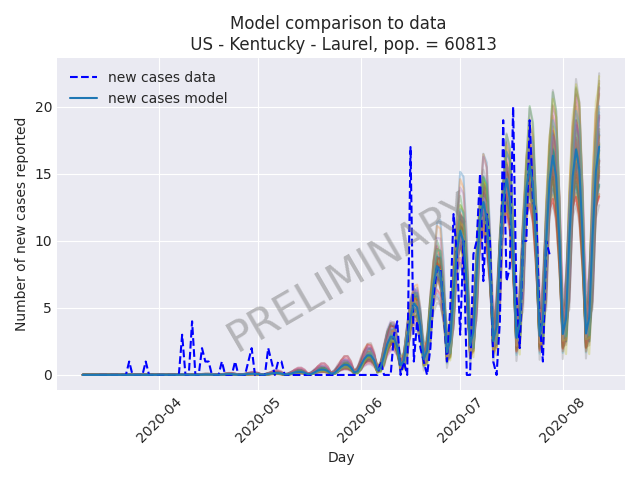 Model comparison to data
US - Kentucky - Laurel, pop. = 60813
new cases data
new cases model
Number of new cases reported
20
15
10
5
0
PRELIMINARY
2020-04
2020-05
2020-06
2020-07
2020-08
Day